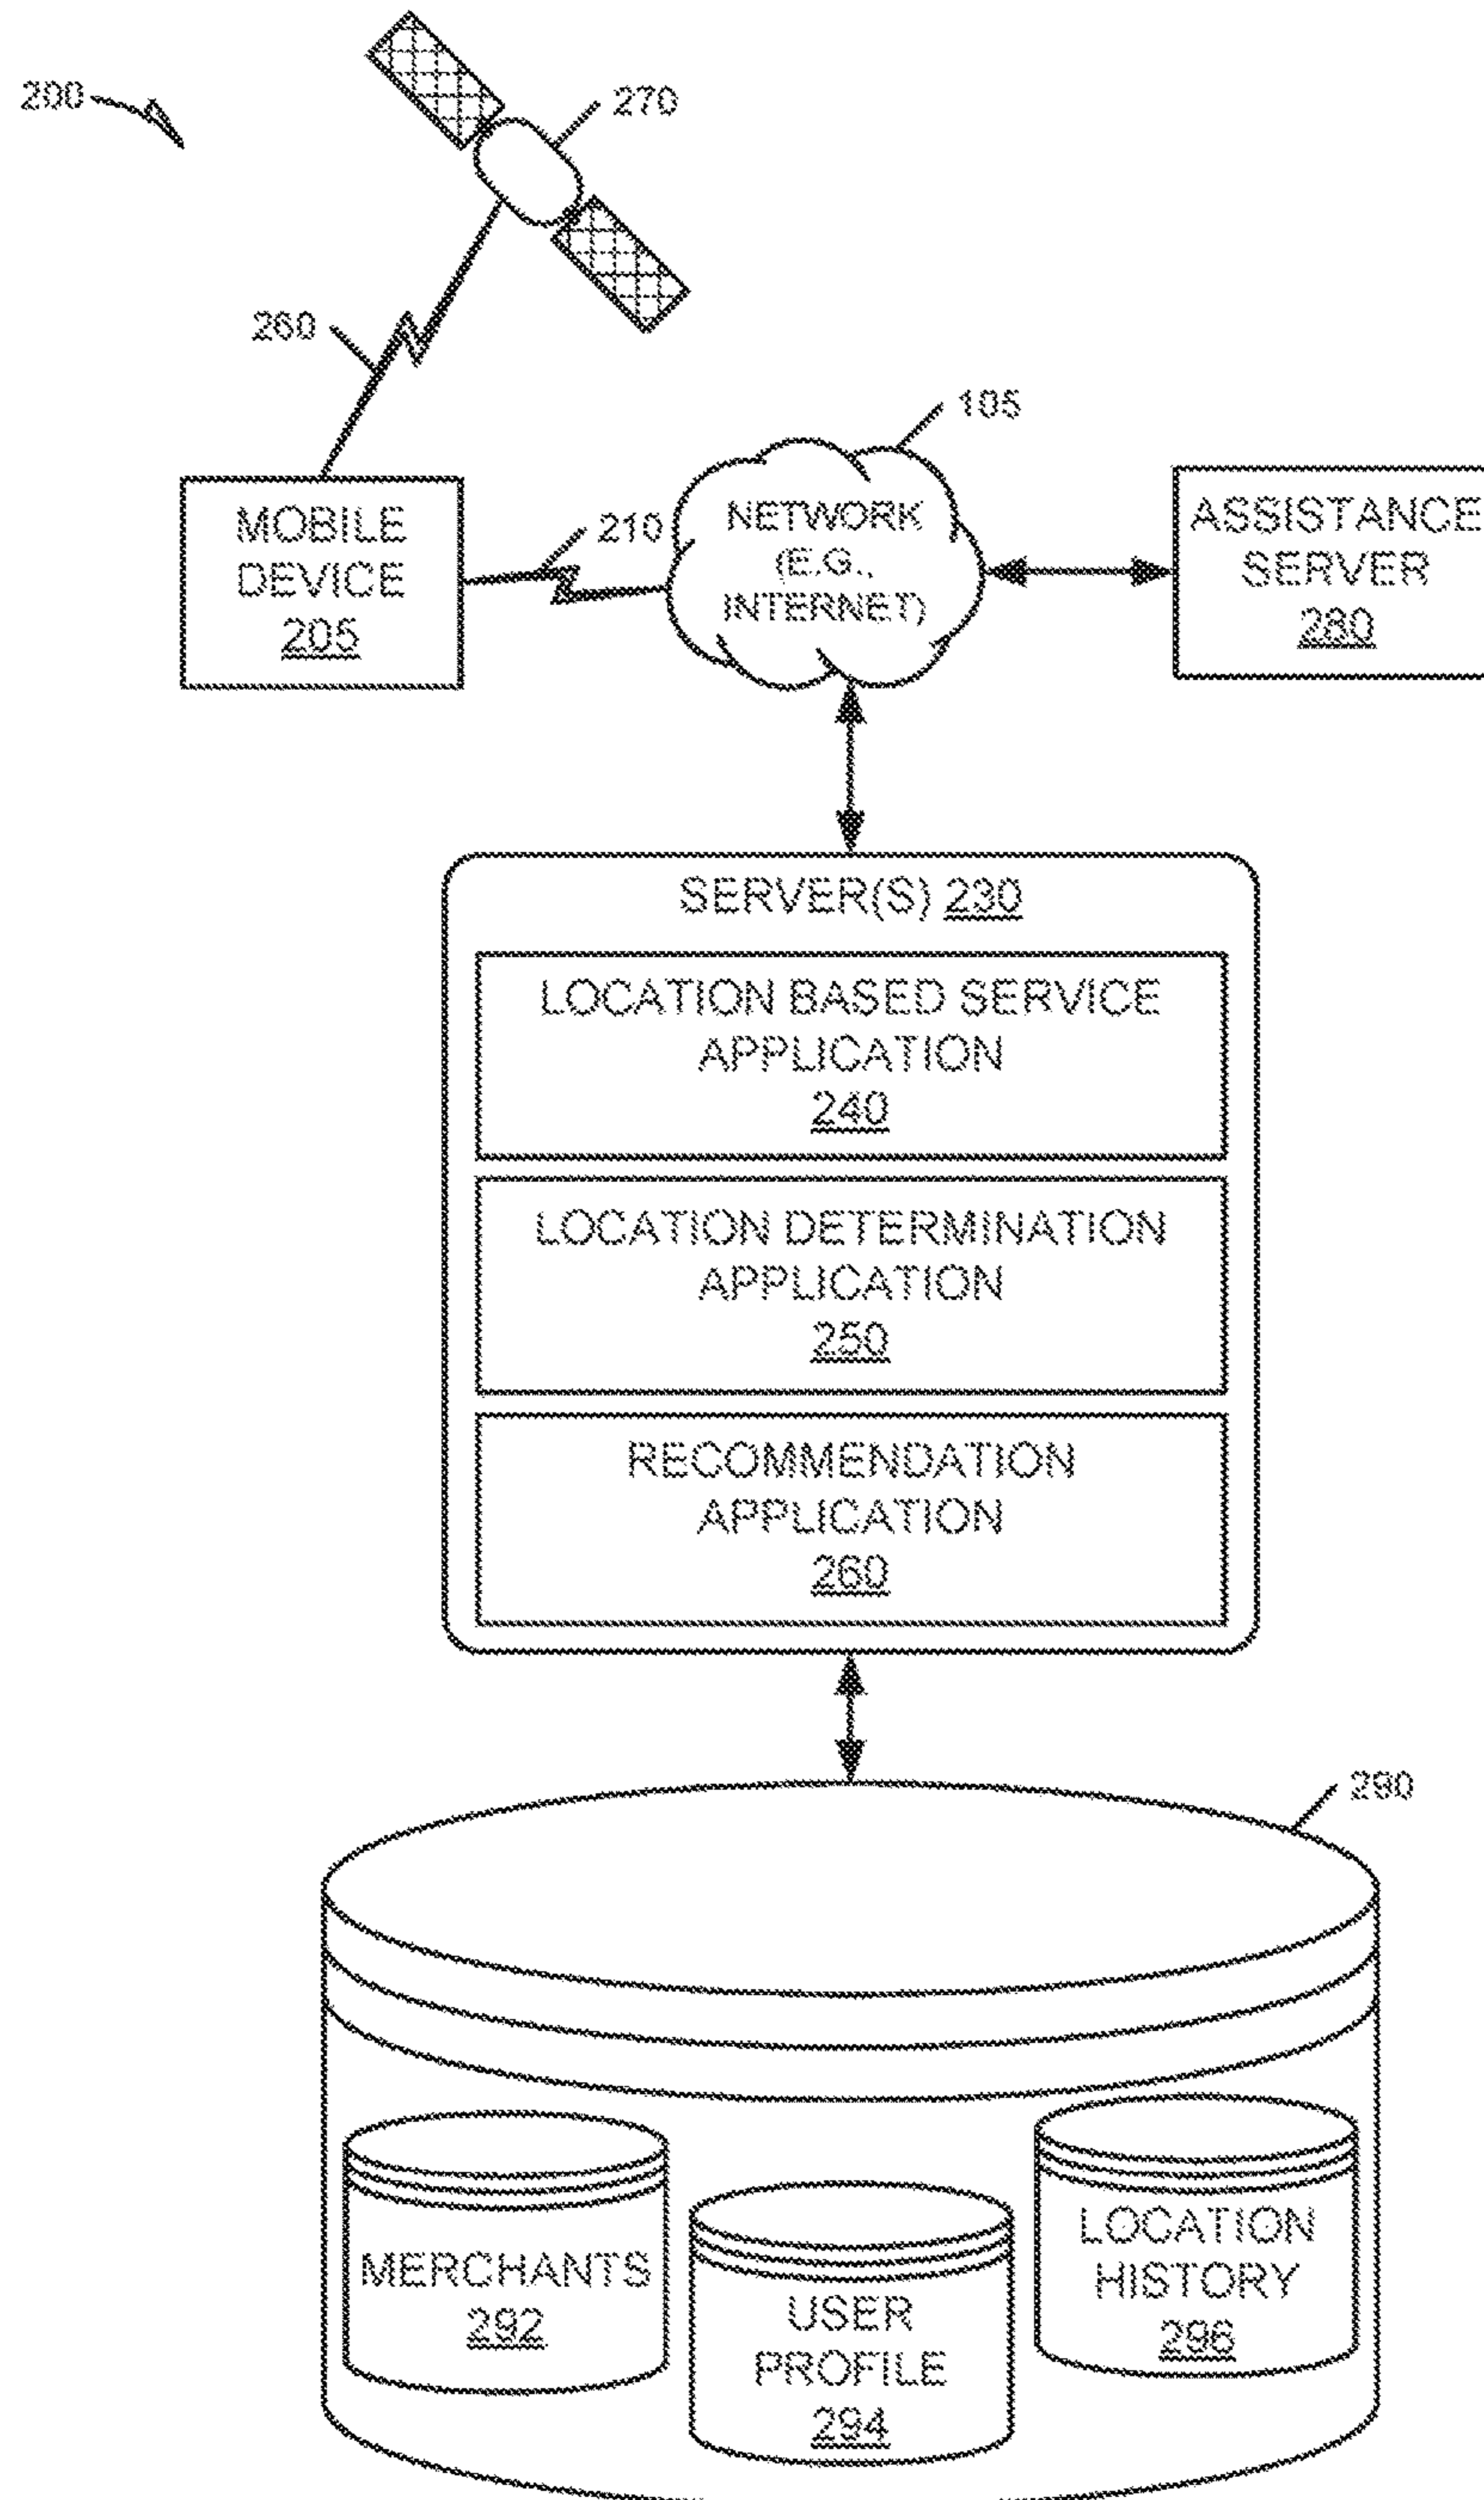 200
270
260
105
210
MOBILE
DEVICE
205
NETWORK
(E.G.,
INTERNET)
ASSISTANCE
SERVER
280
SERVER(S) 230
LOCATION BASED SERVICE
APPLICATION
240
LOCATION DETERMINATION
APPLICATION
250
RECOMMENDATION
APPLICATION
260
290
MERCHANTS
292
USER
PROFILE
294
LOCATION
HISTORY
296